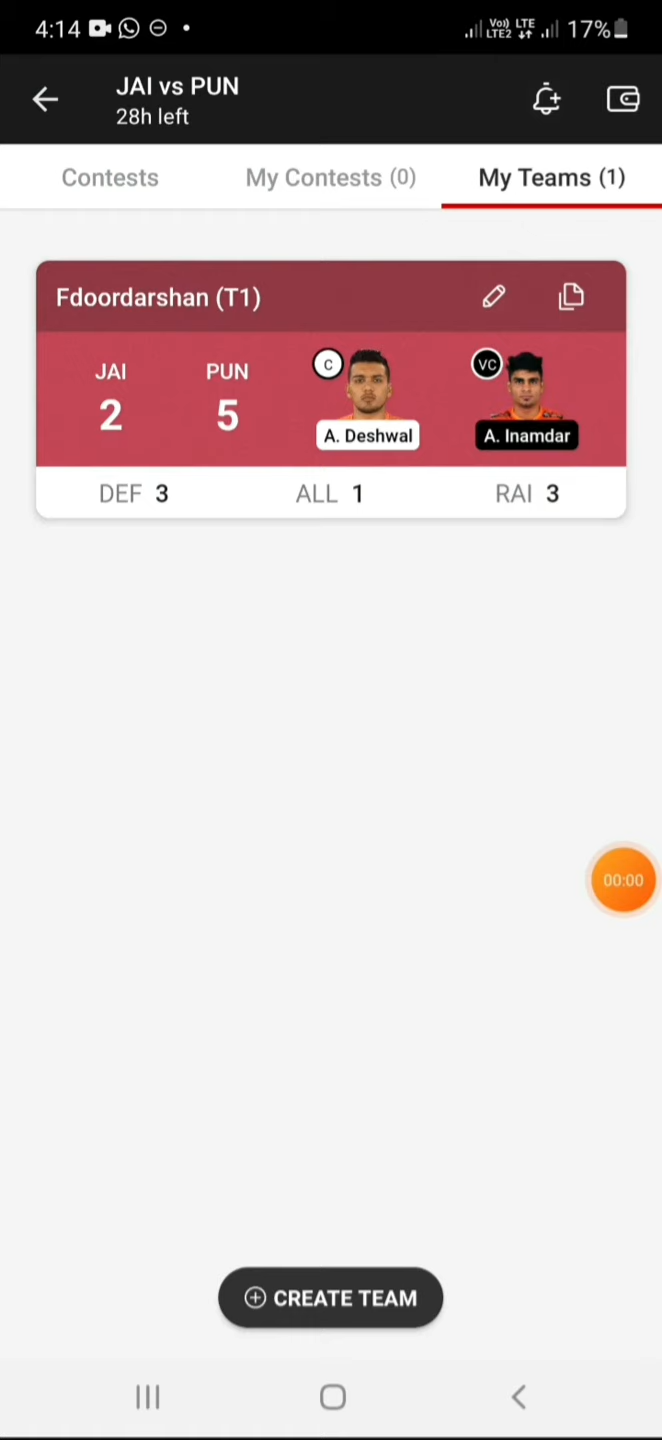 4:14
Vo)) LTE
LTE2
17%
JAI vs PUN
28h left
Contests
My Contests (0)
My Teams (1)
Fdoordarshan (T1)
JAI
PUN
C
VC
2
5
A. Deshwal
A. Inamdar
DEF 3
ALL 1
RAI 3
00:00
CREATE TEAM